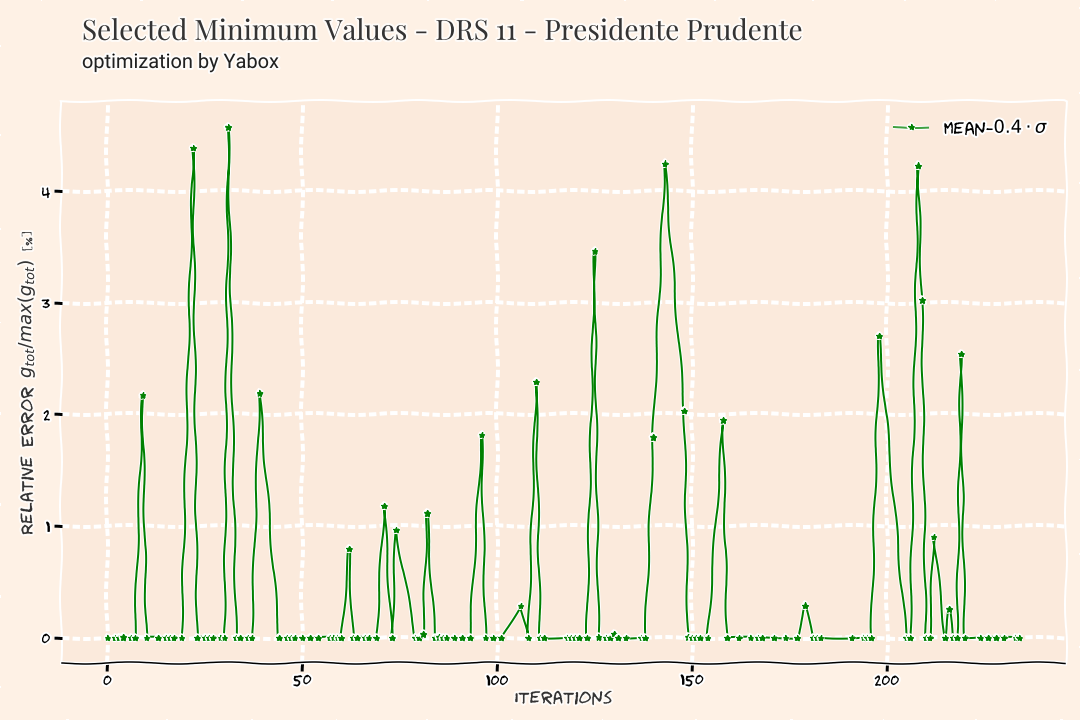 Selected Minimum Values - DRS 11 - Presidente Prudente
optimization by Yabox
MEAN-0.4 · σ
RELATIVE ERROR g_tot/max(g_tot) [%]
4
3
2
1
0
0 50 100 150 200
ITERATIONS